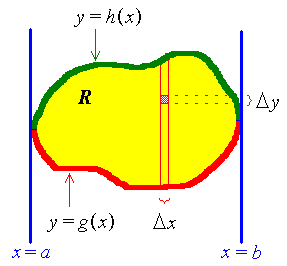 y = h(x)
R
Δy
y = g(x)
Δx
x = a
x = b